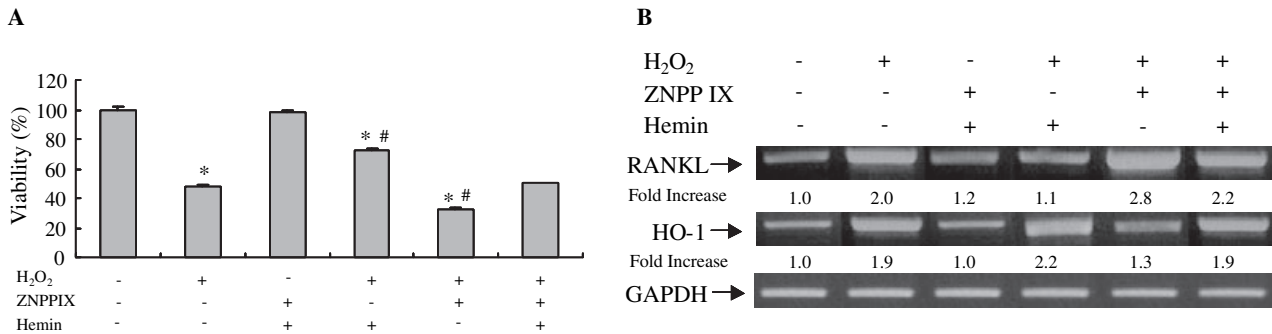 A
Viability (%)
120
100
80
60
40
20
0
*
* #
* #
H₂O₂ - + - + + +
ZNPPIX - - + - + +
Hemin - - + + - +
B
H₂O₂ - + - + + +
ZNPP IX - - + - + +
Hemin - - + + - +
RANKL
Fold Increase 1.0 2.0 1.2 1.1 2.8 2.2
HO-1
Fold Increase 1.0 1.9 1.0 2.2 1.3 1.9
GAPDH